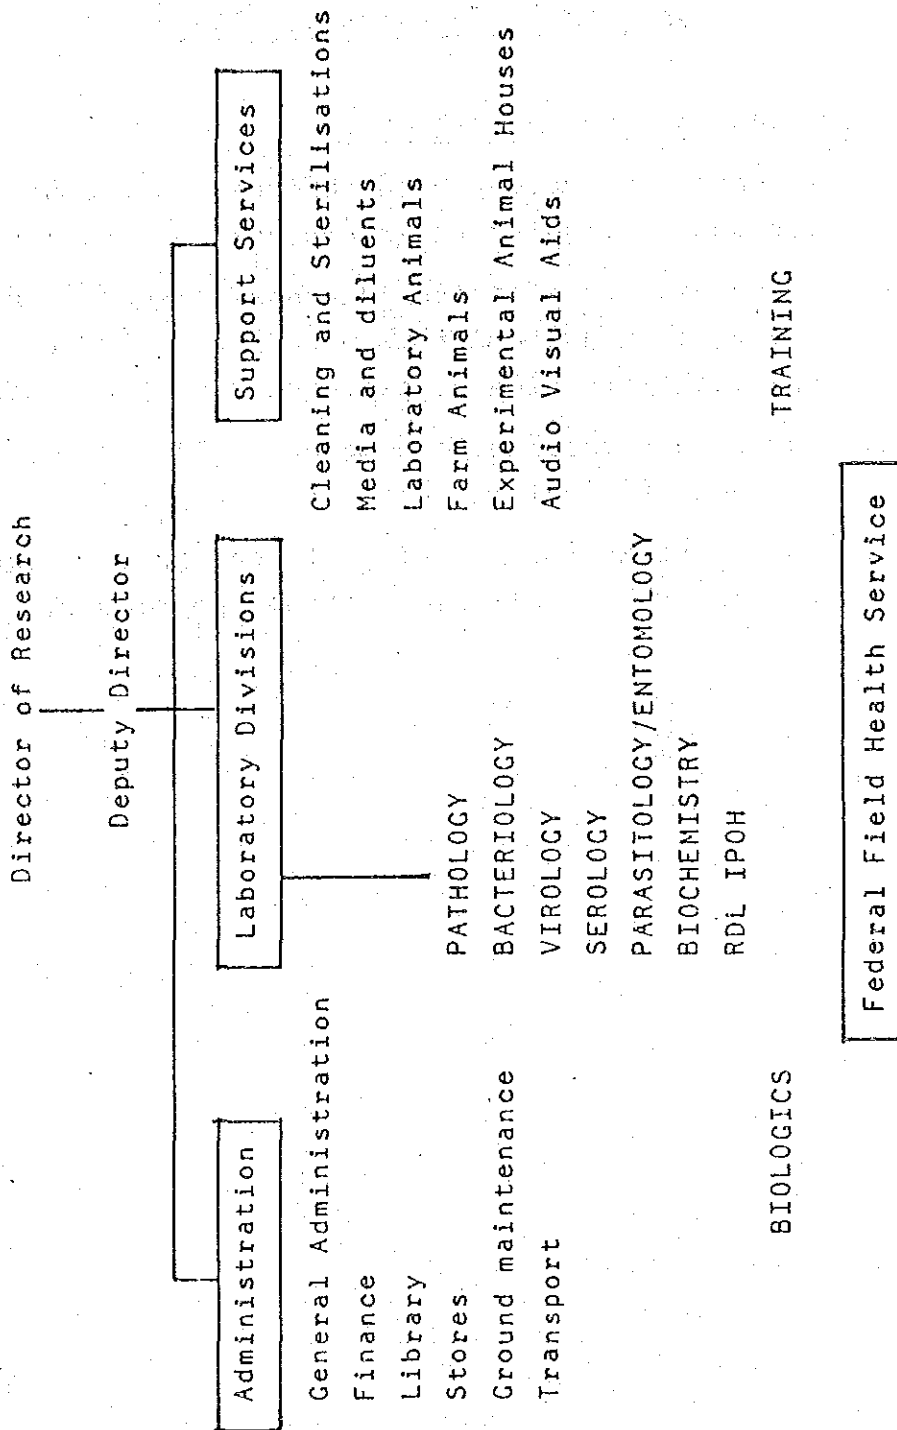 Director of Research
Deputy Director
Administration
General Administration
Finance
Library
Stores
Ground maintenance
Transport
Laboratory Divisions
PATHOLOGY
BACTERIOLOGY
VIROLOGY
SEROLOGY
PARASITOLOGY/ENTOMOLOGY
BIOCHEMISTRY
RDL IPOH
Support Services
Cleaning and Sterilisations
Media and diluents
Laboratory Animals
Farm Animals
Experimental Animal Houses
Audio Visual Aids
BIOLOGICS
TRAINING
Federal Field Health Service